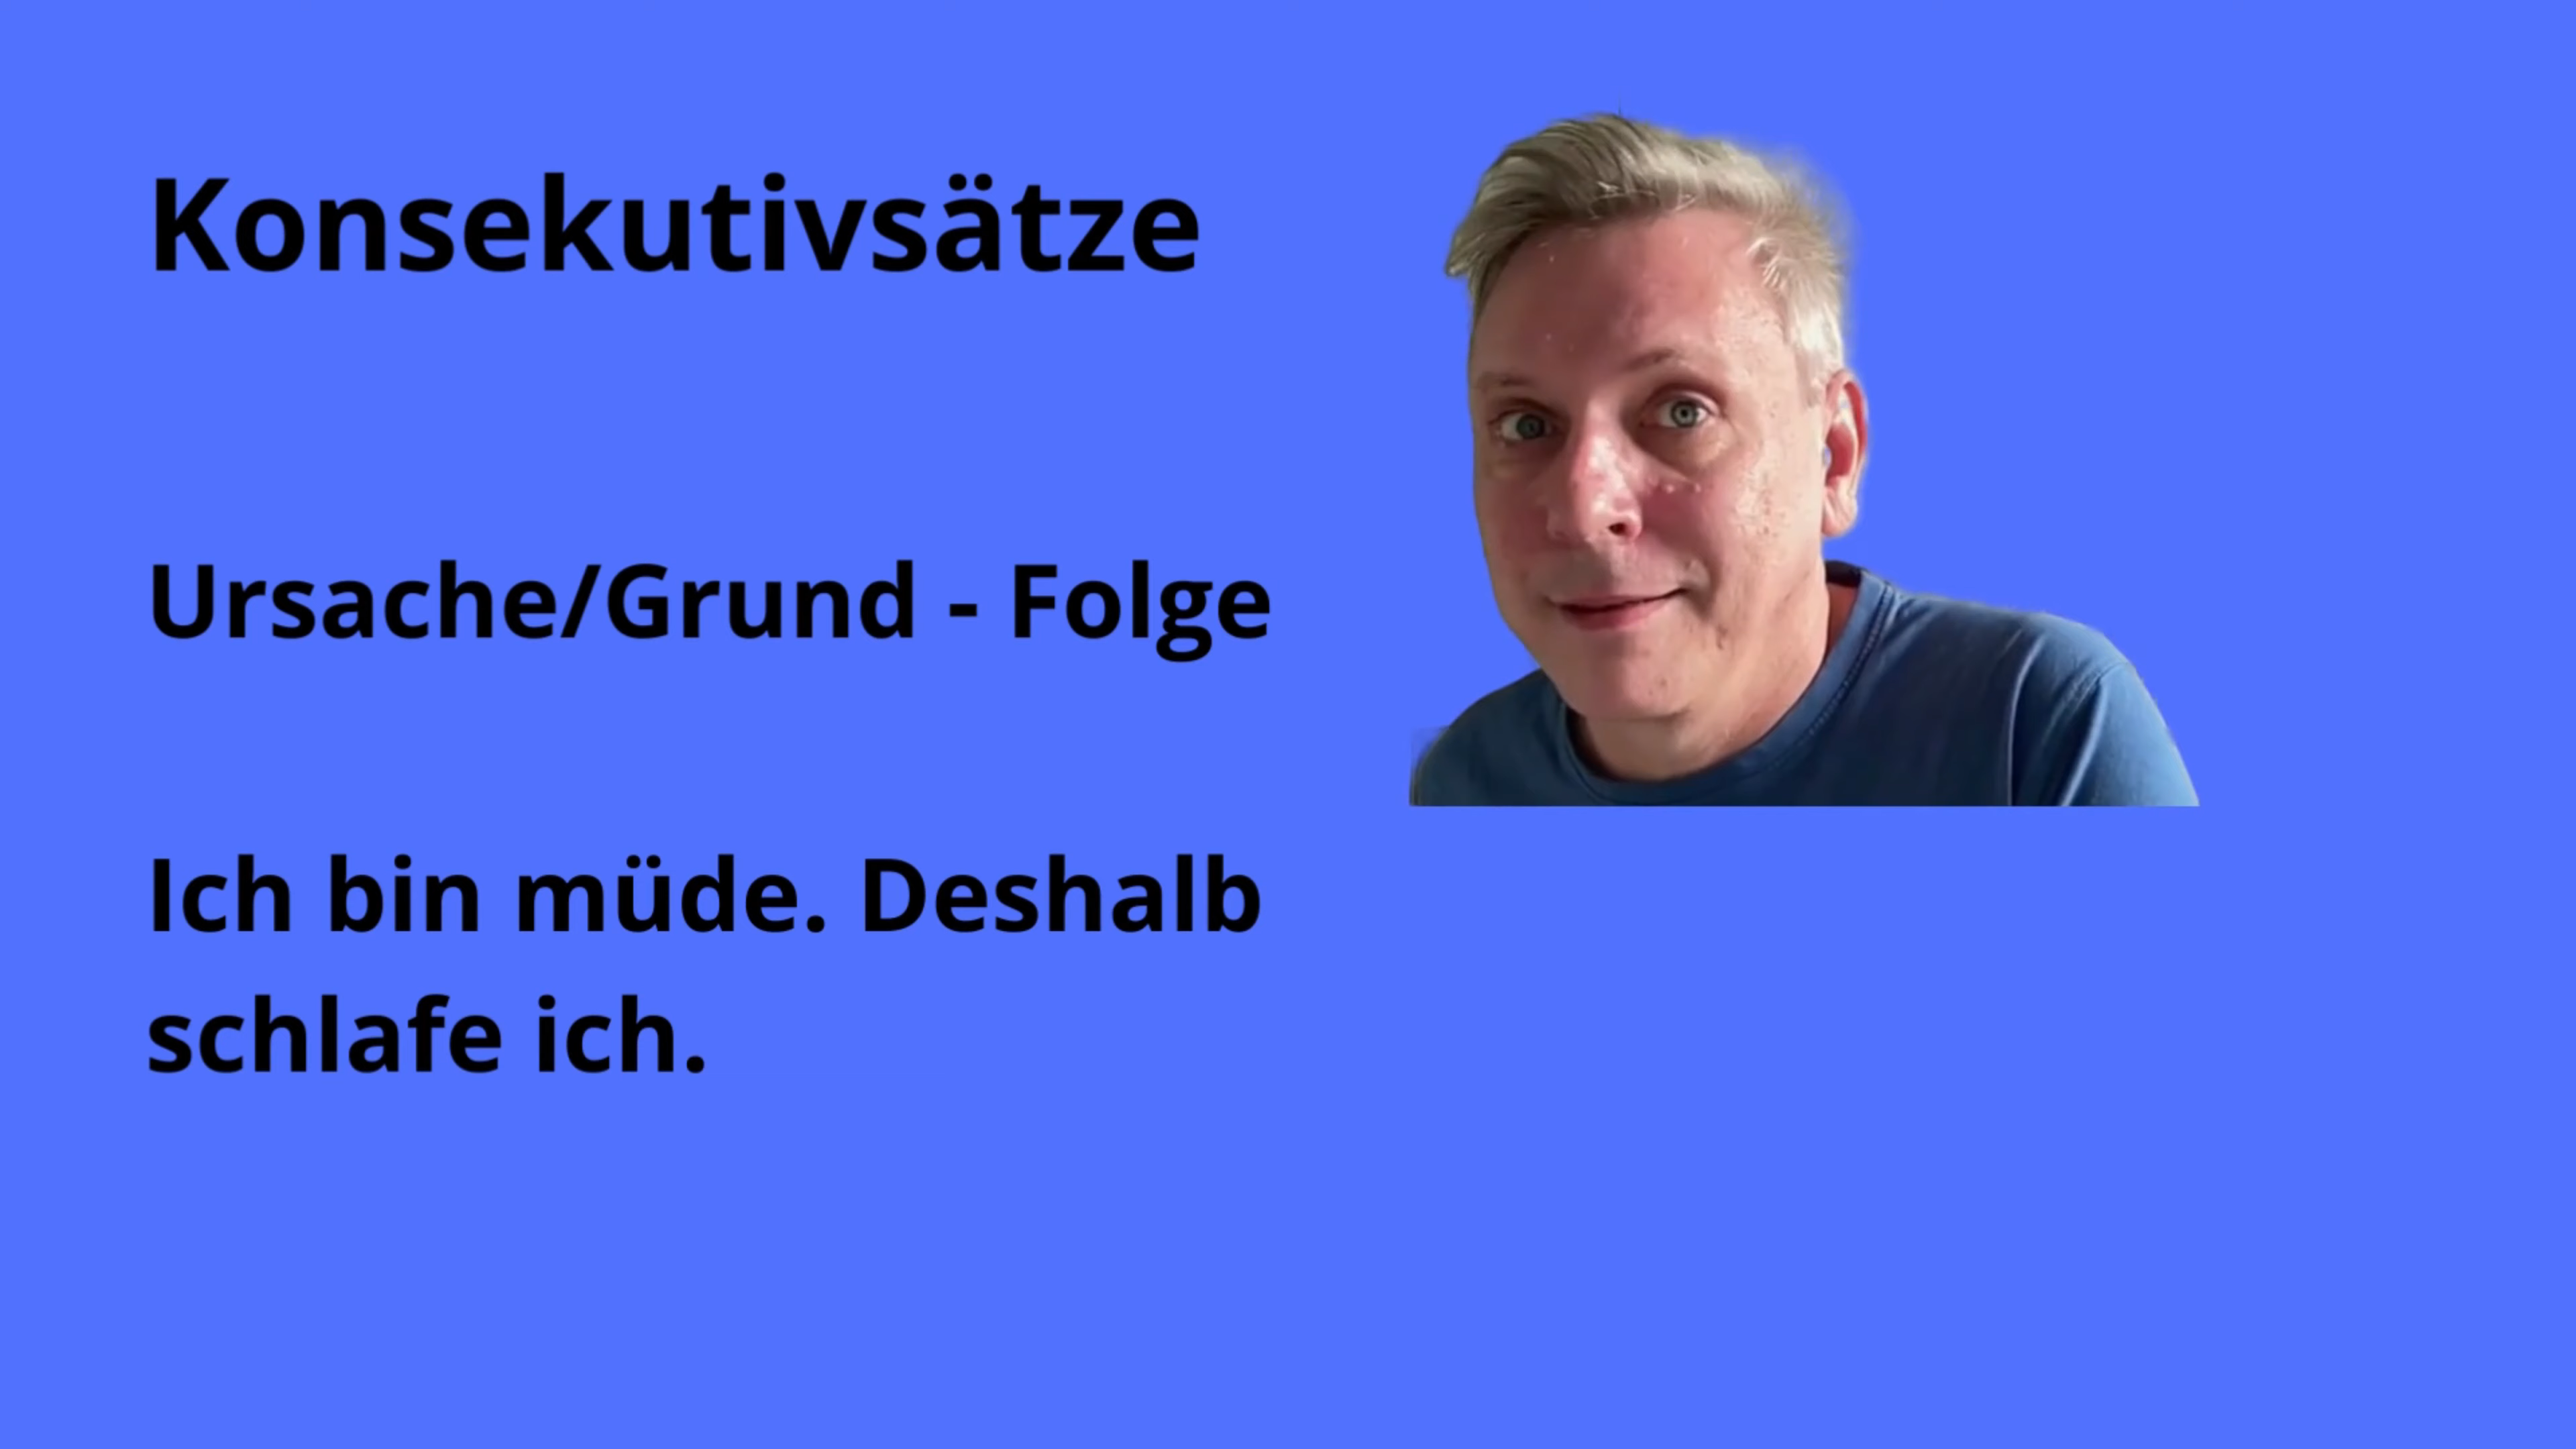 Konsekutivsätze
Ursache/Grund - Folge
Ich bin müde. Deshalb
schlafe ich.